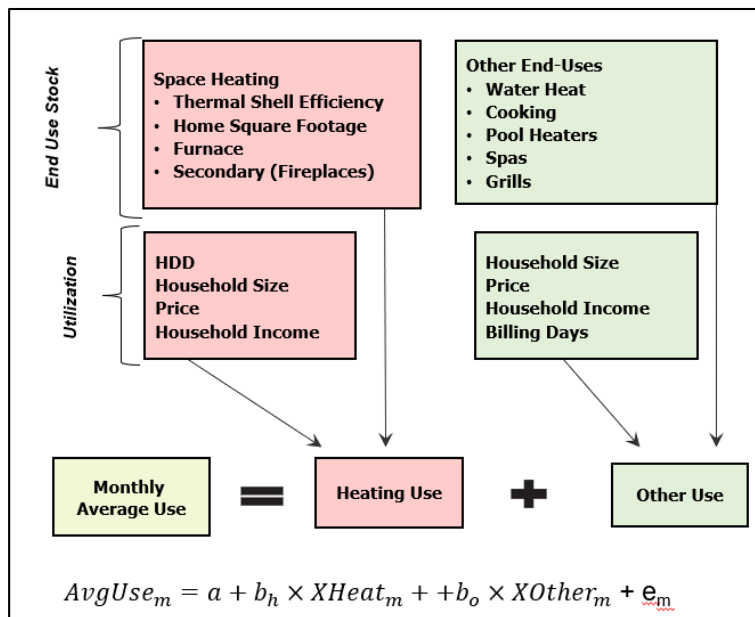 End Use Stock
Space Heating
• Thermal Shell Efficiency
• Home Square Footage
• Furnace
• Secondary (Fireplaces)
Other End-Uses
• Water Heat
• Cooking
• Pool Heaters
• Spas
• Grills
Utilization
HDD
Household Size
Price
Household Income
Household Size
Price
Household Income
Billing Days
Monthly
Average Use
=
Heating Use
+
Other Use
AvgUseₘ = a + bₕ × XHeatₘ + +bₒ × XOtherₘ + eₘ